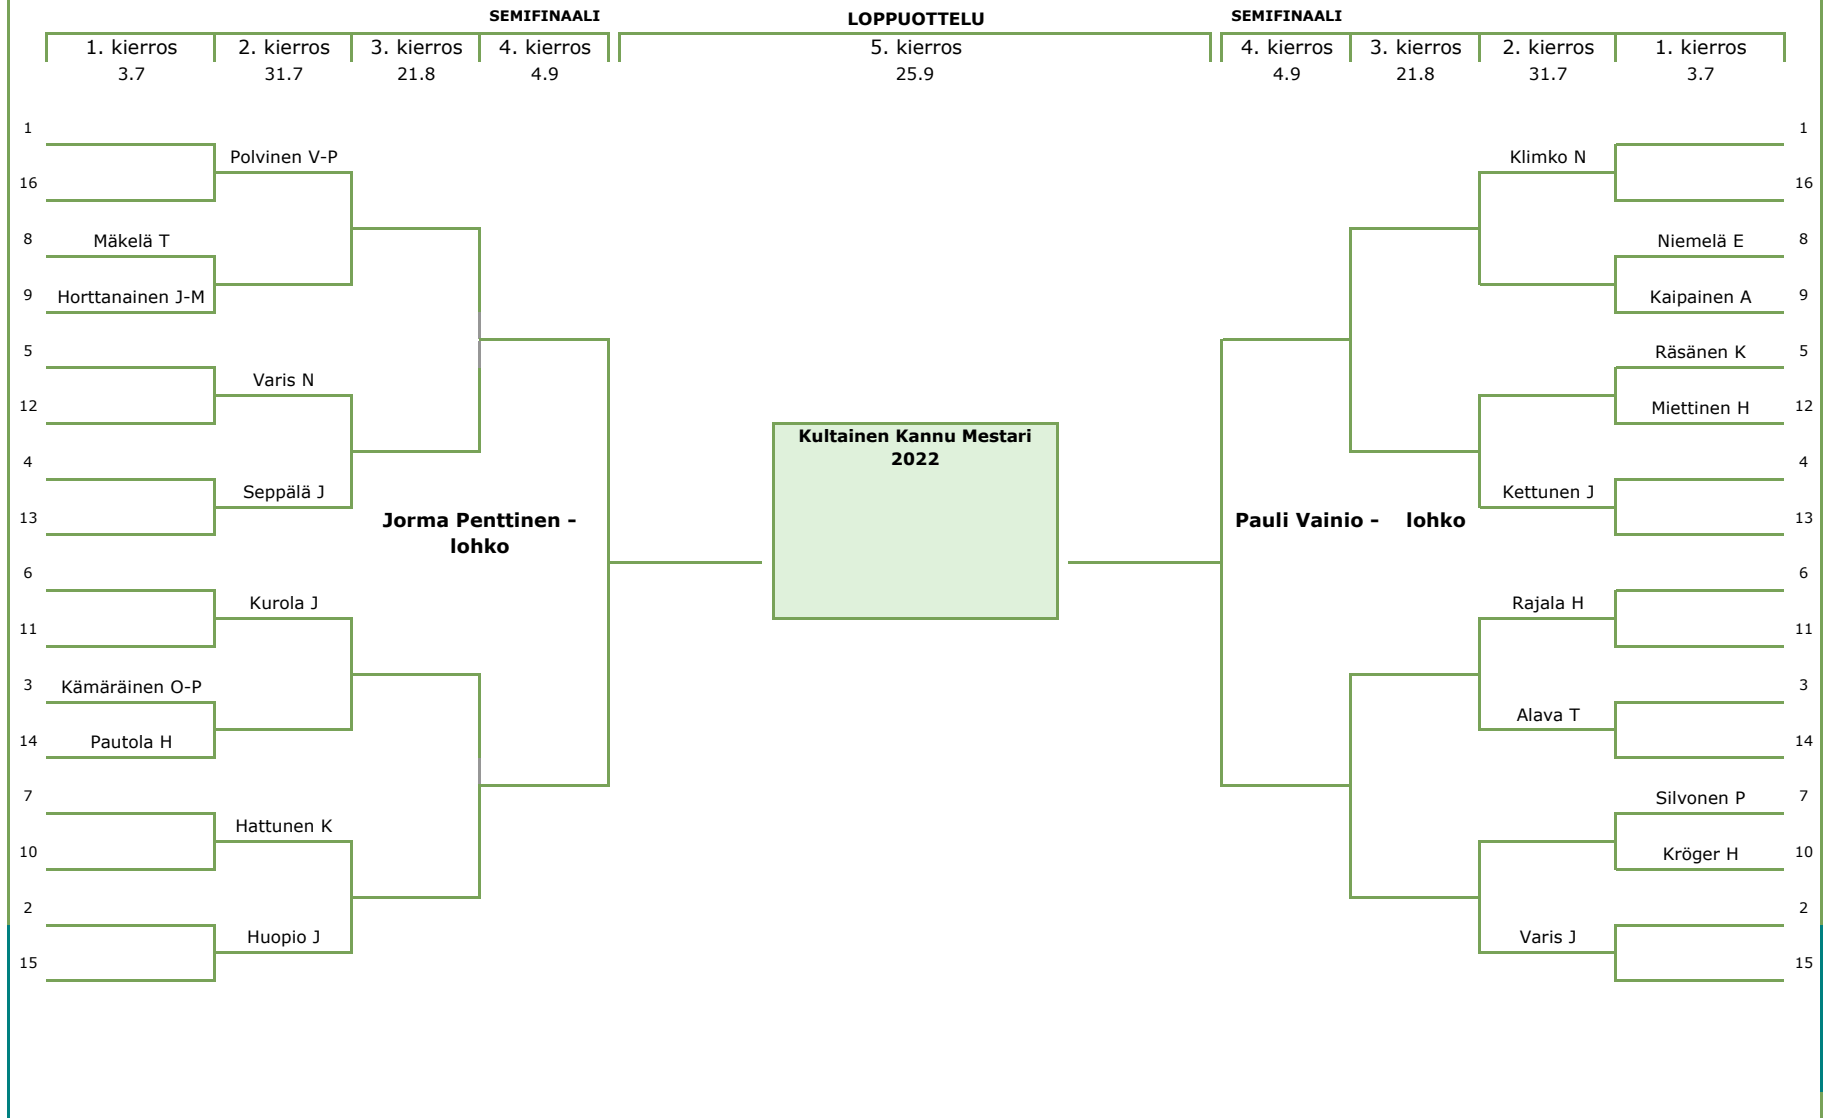 SEMIFINAALI LOPPUOTTELU SEMIFINAALI
1. kierros 2. kierros 3. kierros 4. kierros 5. kierros 4. kierros 3. kierros 2. kierros 1. kierros
3.7 31.7 21.8 4.9 25.9 4.9 21.8 31.7 3.7
1 1
Polvinen V-P Klimko N
16 16
8 Mäkelä T Niemelä E 8
9 Horttanainen J-M Kaipainen A 9
5 Räsänen K 5
Varis N
12 Miettinen H 12
Kultainen Kannu Mestari
2022
4 4
Seppälä J Kettunen J
13 Jorma Penttinen - Pauli Vainio - lohko 13
lohko
6 6
Kurola J Rajala H
11 11
3 Kämäräinen O-P 3
Alava T
14 Pautola H 14
7 Silvonen P 7
Hattunen K
10 Kröger H 10
2 2
Huopio J Varis J
15 15